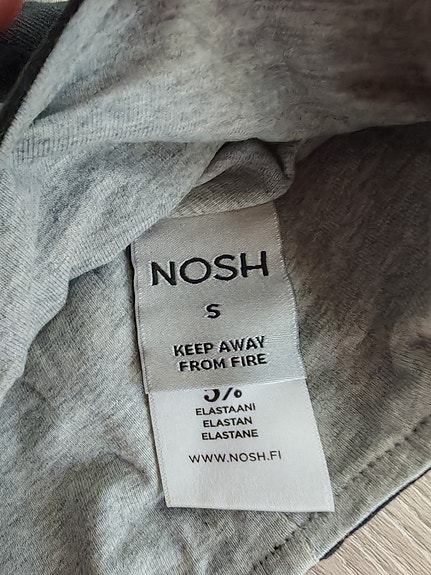 NOSH
S
KEEP AWAY
FROM FIRE
5%
ELASTAANI
ELASTAN
ELASTANE
WWW.NOSH.FI